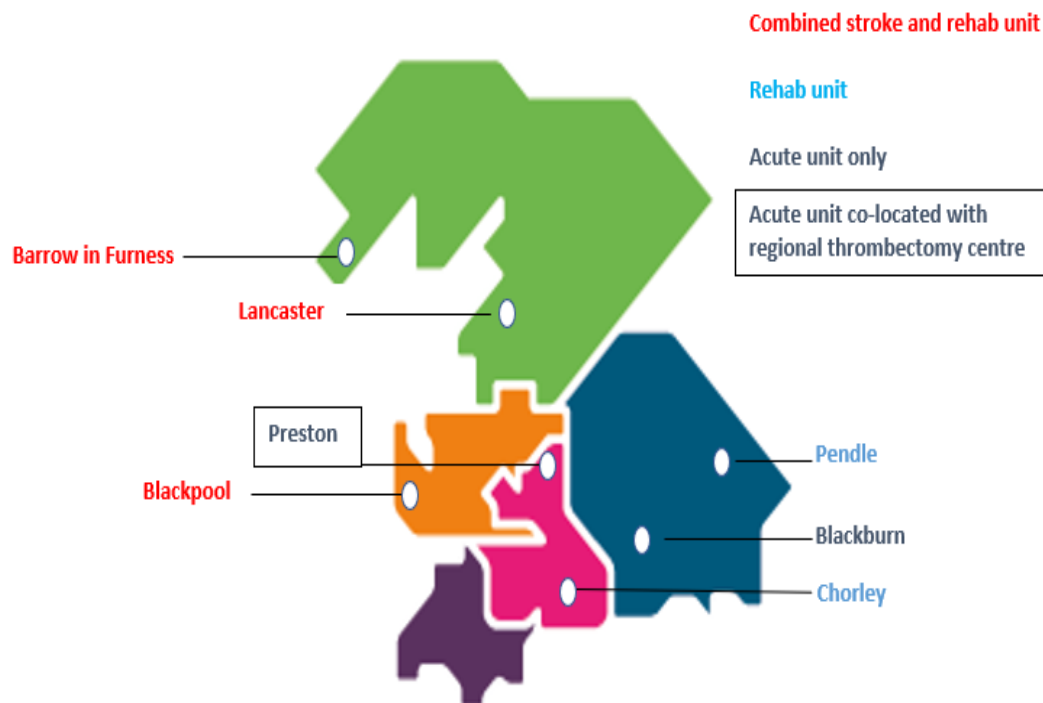 Combined stroke and rehab unit
Rehab unit
Acute unit only
Acute unit co-located with
regional thrombectomy centre
Barrow in Furness
Lancaster
Preston
Blackpool
Pendle
Blackburn
Chorley